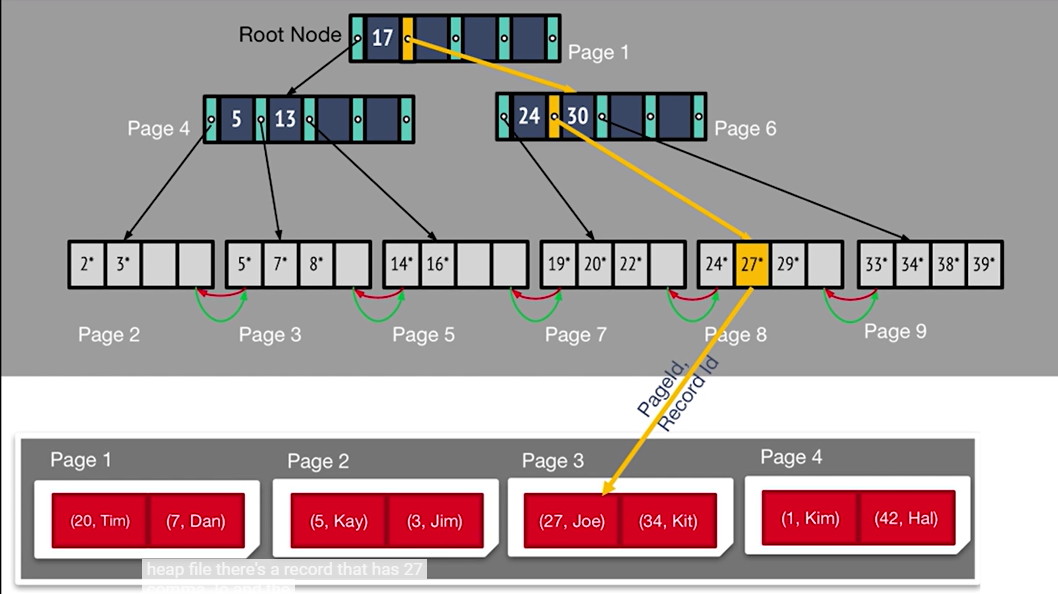 Root Node
17
Page 1
Page 4
5 13
24 30
Page 6
2* 3*
5* 7* 8*
14* 16*
19* 20* 22*
24* 27* 29*
33* 34* 38* 39*
Page 2
Page 3
Page 5
Page 7
Page 8
Page 9
PageId,
Record Id
Page 1
Page 2
Page 3
Page 4
(20, Tim) (7, Dan)
(5, Kay) (3, Jim)
(27, Joe) (34, Kit)
(1, Kim) (42, Hal)
heap file there's a record that has 27